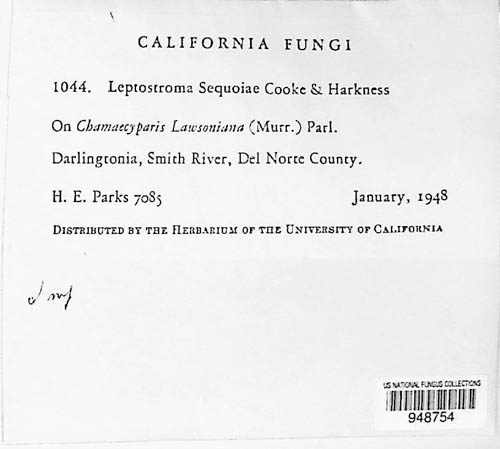 CALIFORNIA FUNGI
1044. Leptostroma Sequoiae Cooke & Harkness
On Chamaecyparis Lawsoniana (Murr.) Parl.
Darlingtonia, Smith River, Del Norte County.
H. E. Parks 7085 January, 1948
DISTRIBUTED BY THE HERBARIUM OF THE UNIVERSITY OF CALIFORNIA
US NATIONAL FUNGUS COLLECTIONS
948754